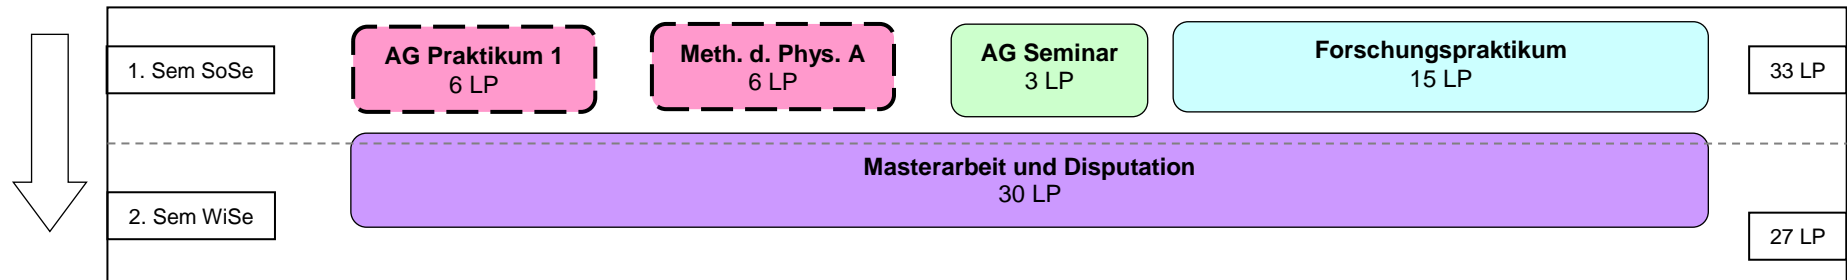 1. Sem SoSe
AG Praktikum 1
6 LP
Meth. d. Phys. A
6 LP
AG Seminar
3 LP
Forschungspraktikum
15 LP
33 LP
Masterarbeit und Disputation
30 LP
2. Sem WiSe
27 LP